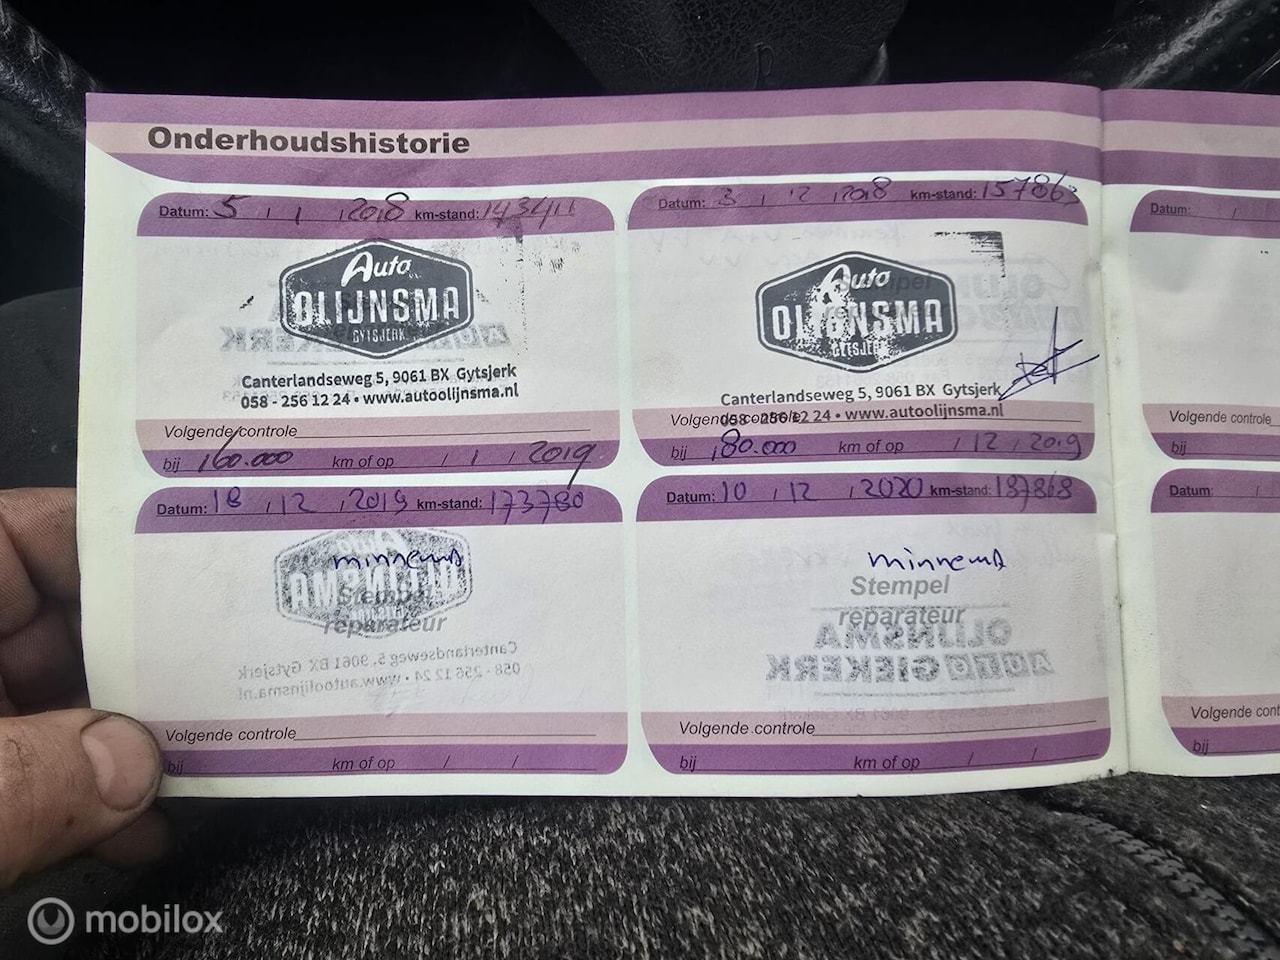 Onderhoudshistorie
Datum: 5 / 1 / 2018 km-stand: 143411
Auto
OLIJNSMA
GYTSJERK
Canterlandseweg 5, 9061 BX Gytsjerk
058 - 256 12 24 • www.autoolijnsma.nl
Volgende controle
bij 160.000 km of op / 1 / 2019
Datum: 3 / 12 / 2018 km-stand: 157863
Stempel
Auto
OLIJNSMA
GYTSJERK
Canterlandseweg 5, 9061 BX Gytsjerk
Volgende controle
058 - 256 12 24 • www.autoolijnsma.nl
bij 180.000 km of op / 12 / 2019
Datum: 18 / 12 / 2019 km-stand: 173780
minnema
Stempel
reparateur
Volgende controle
bij km of op / /
Datum: 10 / 12 / 2020 km-stand: 187868
minnema
Stempel
reparateur
Volgende controle
bij km of op / /
Datum:
Volgende controle
Datum:
Volgende cont
bij
mobilox